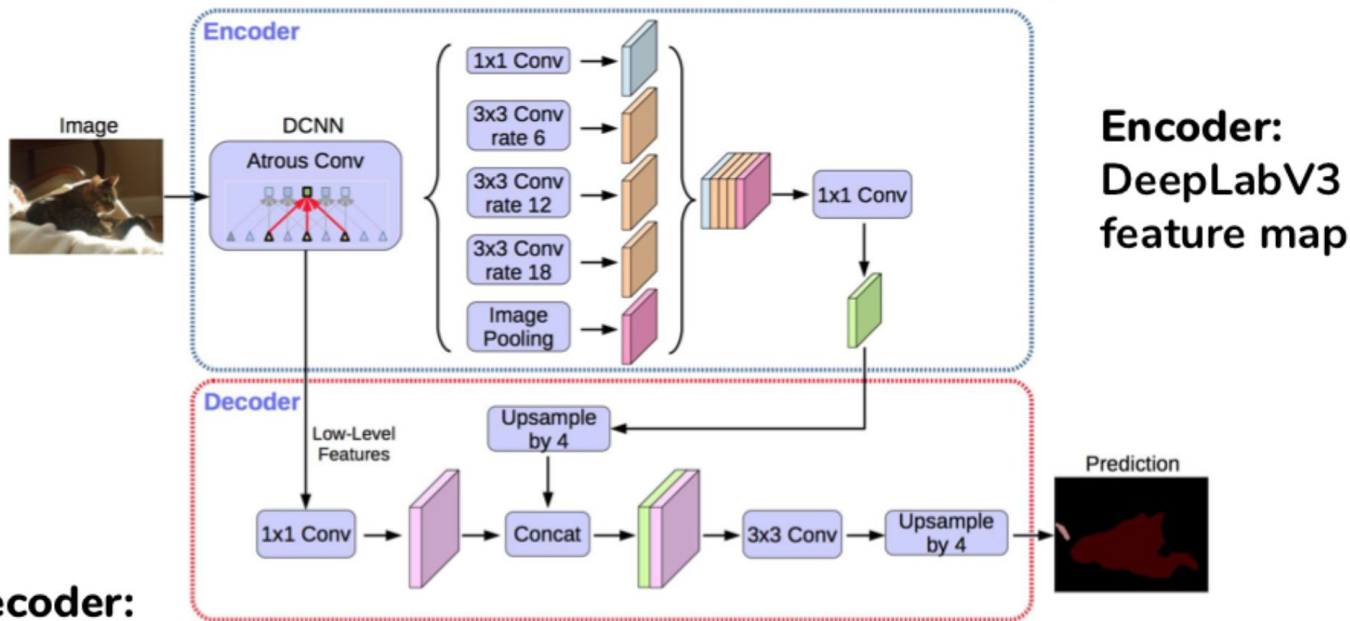 Encoder
Image
DCNN
Atrous Conv
1x1 Conv
3x3 Conv
rate 6
3x3 Conv
rate 12
3x3 Conv
rate 18
Image
Pooling
1x1 Conv
Encoder:
DeepLabV3
feature map
Decoder
Low-Level
Features
Upsample
by 4
1x1 Conv
Concat
3x3 Conv
Upsample
by 4
Prediction
ecoder: